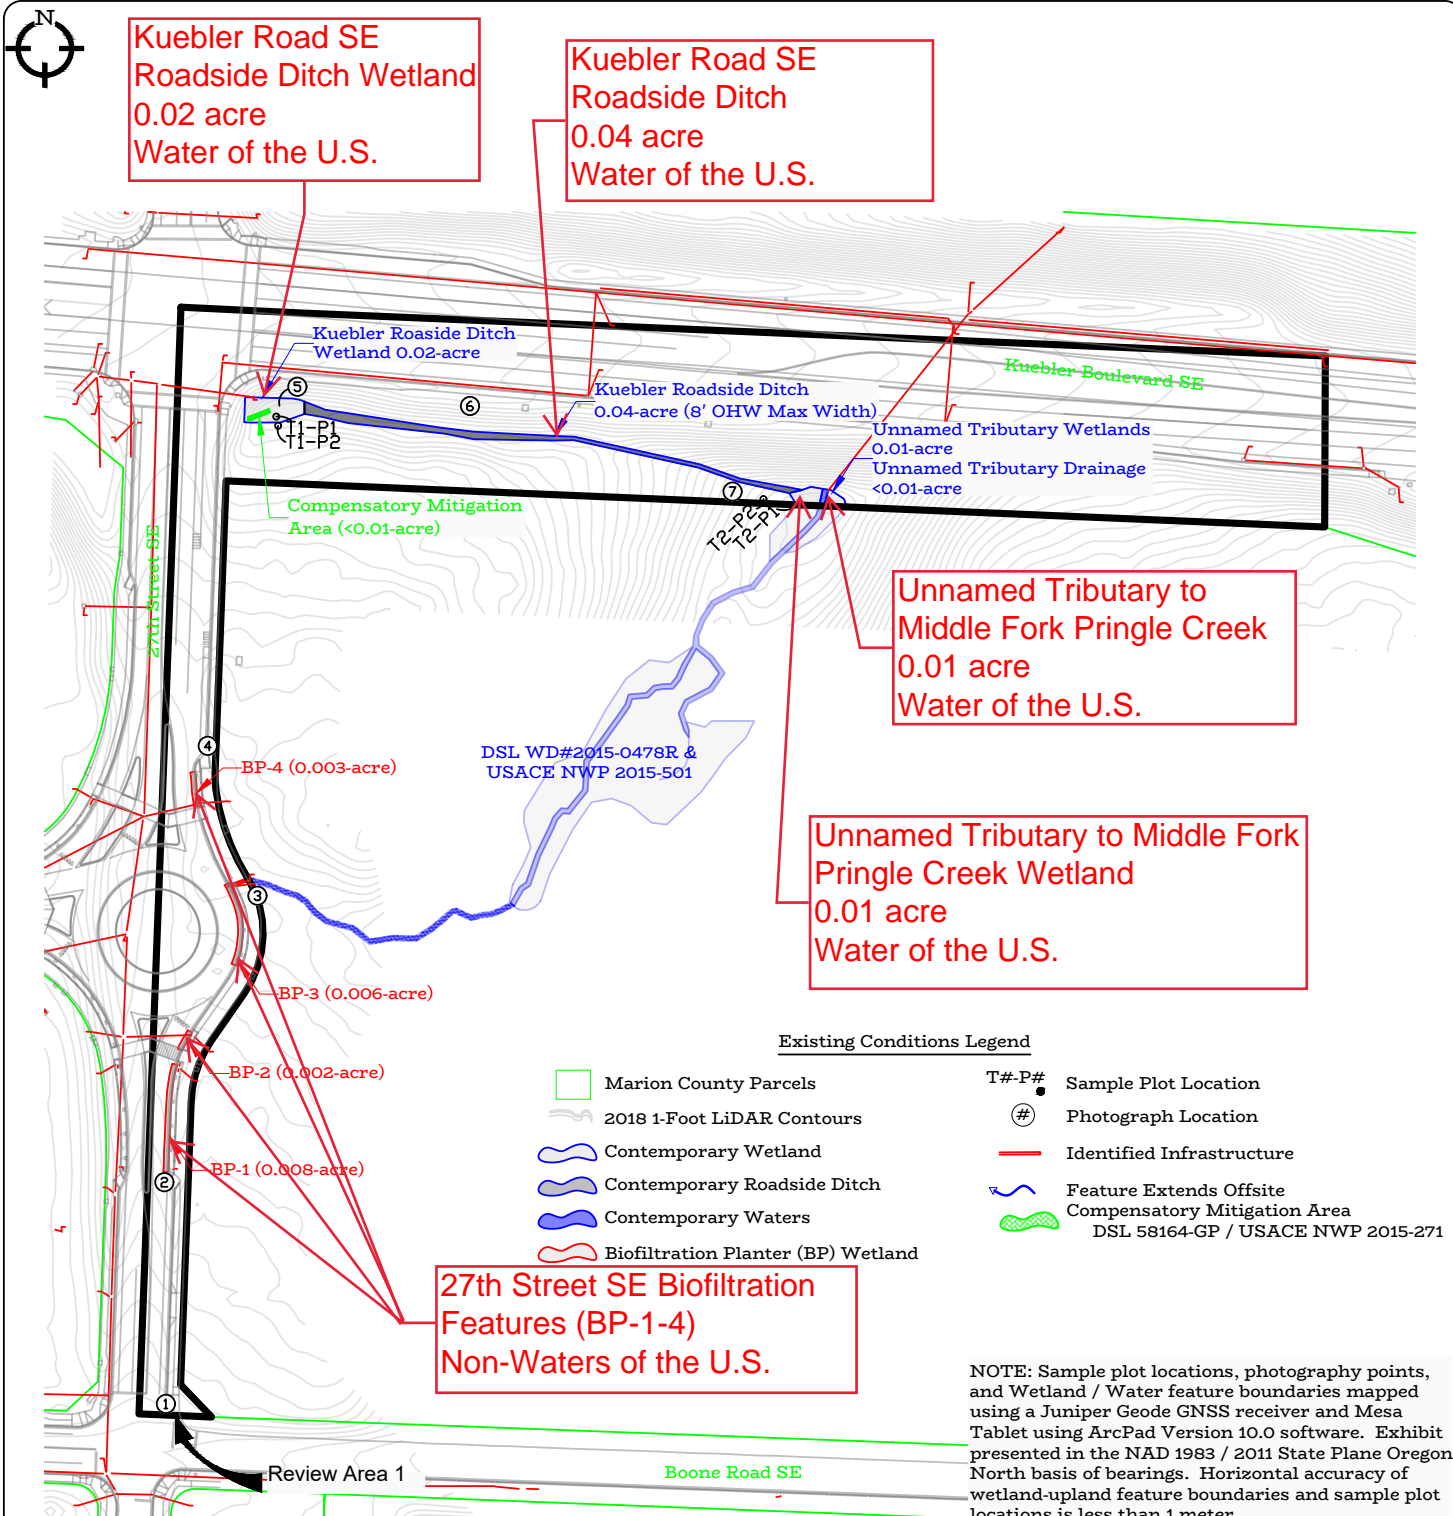 N
Kuebler Road SE
Roadside Ditch Wetland
0.02 acre
Water of the U.S.
Kuebler Road SE
Roadside Ditch
0.04 acre
Water of the U.S.
Kuebler Roaside Ditch
Wetland 0.02-acre
Kuebler Boulevard SE
5
6
Kuebler Roadside Ditch
0.04-acre (8' OHW Max Width)
T1-P1
T1-P2
Unnamed Tributary Wetlands
0.01-acre
Unnamed Tributary Drainage
<0.01-acre
Compensatory Mitigation
Area (<0.01-acre)
7
T2-P2
T2-P1
27th Street SE
Unnamed Tributary to
Middle Fork Pringle Creek
0.01 acre
Water of the U.S.
4
DSL WD#2015-0478R &
USACE NWP 2015-501
BP-4 (0.003-acre)
Unnamed Tributary to Middle Fork
Pringle Creek Wetland
0.01 acre
Water of the U.S.
3
BP-3 (0.006-acre)
BP-2 (0.002-acre)
BP-1 (0.008-acre)
2
Existing Conditions Legend
Marion County Parcels
2018 1-Foot LiDAR Contours
Contemporary Wetland
Contemporary Roadside Ditch
Contemporary Waters
Biofiltration Planter (BP) Wetland
T#-P#
Sample Plot Location
#
Photograph Location
Identified Infrastructure
Feature Extends Offsite
Compensatory Mitigation Area
DSL 58164-GP / USACE NWP 2015-271
27th Street SE Biofiltration
Features (BP-1-4)
Non-Waters of the U.S.
1
Review Area 1
Boone Road SE
NOTE: Sample plot locations, photography points,
and Wetland / Water feature boundaries mapped
using a Juniper Geode GNSS receiver and Mesa
Tablet using ArcPad Version 10.0 software. Exhibit
presented in the NAD 1983 / 2011 State Plane Oregon
North basis of bearings. Horizontal accuracy of
wetland-upland feature boundaries and sample plot
locations is less than 1 meter